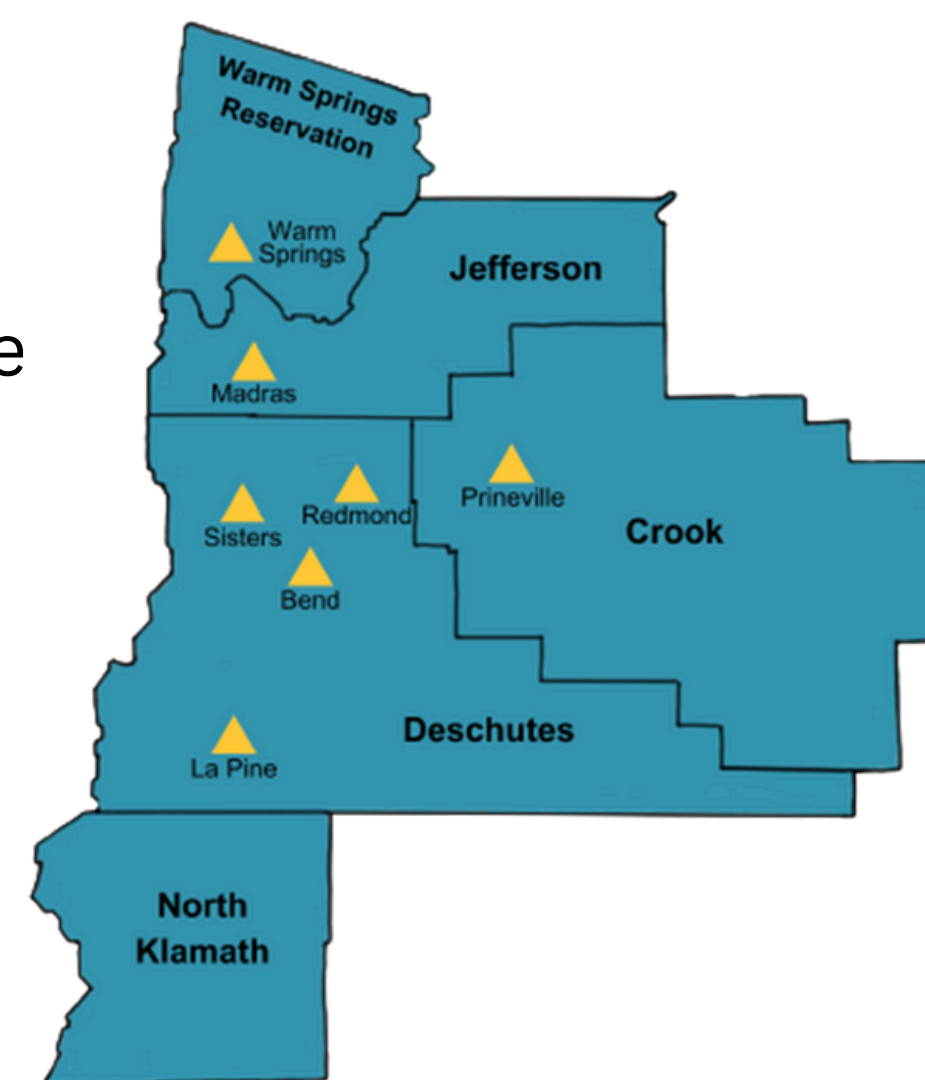 Warm Springs
Reservation
Warm
Springs
Jefferson
e
Madras
Prineville
Redmond
Sisters
Crook
Bend
Deschutes
La Pine
North
Klamath